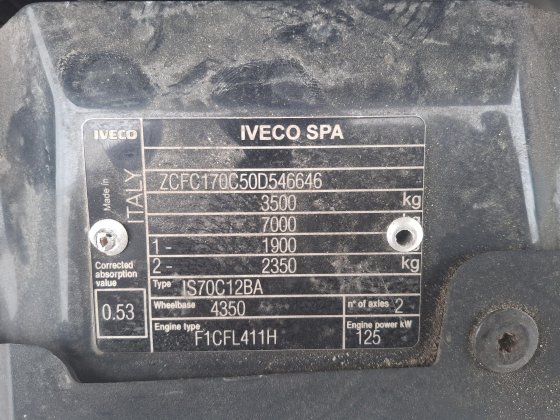 IVECO IVECO SPA
Made in ITALY
ZCFC170C50D546646
3500 kg
7000
1- 1900
2- 2350 kg
Corrected absorption value
0.53
Type IS70C12BA
Wheelbase 4350 n° of axles 2
Engine type F1CFL411H Engine power kW 125